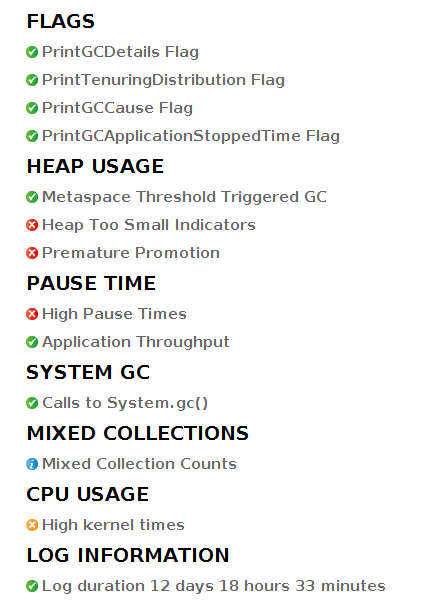 FLAGS
PrintGCDetails Flag
PrintTenuringDistribution Flag
PrintGCCause Flag
PrintGCApplicationStoppedTime Flag
HEAP USAGE
Metaspace Threshold Triggered GC
Heap Too Small Indicators
Premature Promotion
PAUSE TIME
High Pause Times
Application Throughput
SYSTEM GC
Calls to System.gc()
MIXED COLLECTIONS
Mixed Collection Counts
CPU USAGE
High kernel times
LOG INFORMATION
Log duration 12 days 18 hours 33 minutes